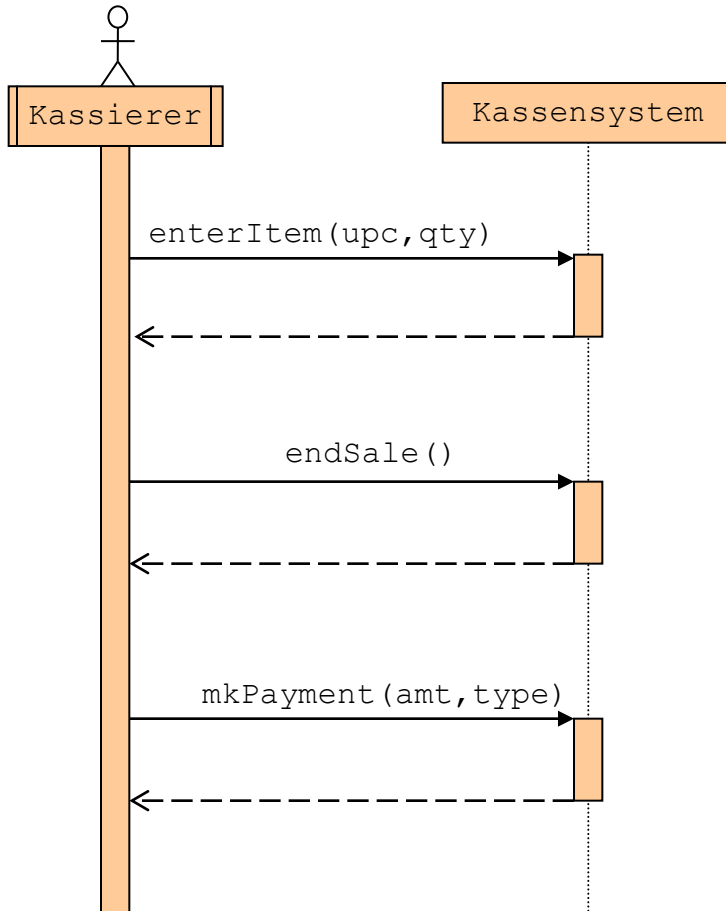 Kassierer
Kassensystem
enterItem(upc,qty)
endSale()
mkPayment(amt,type)